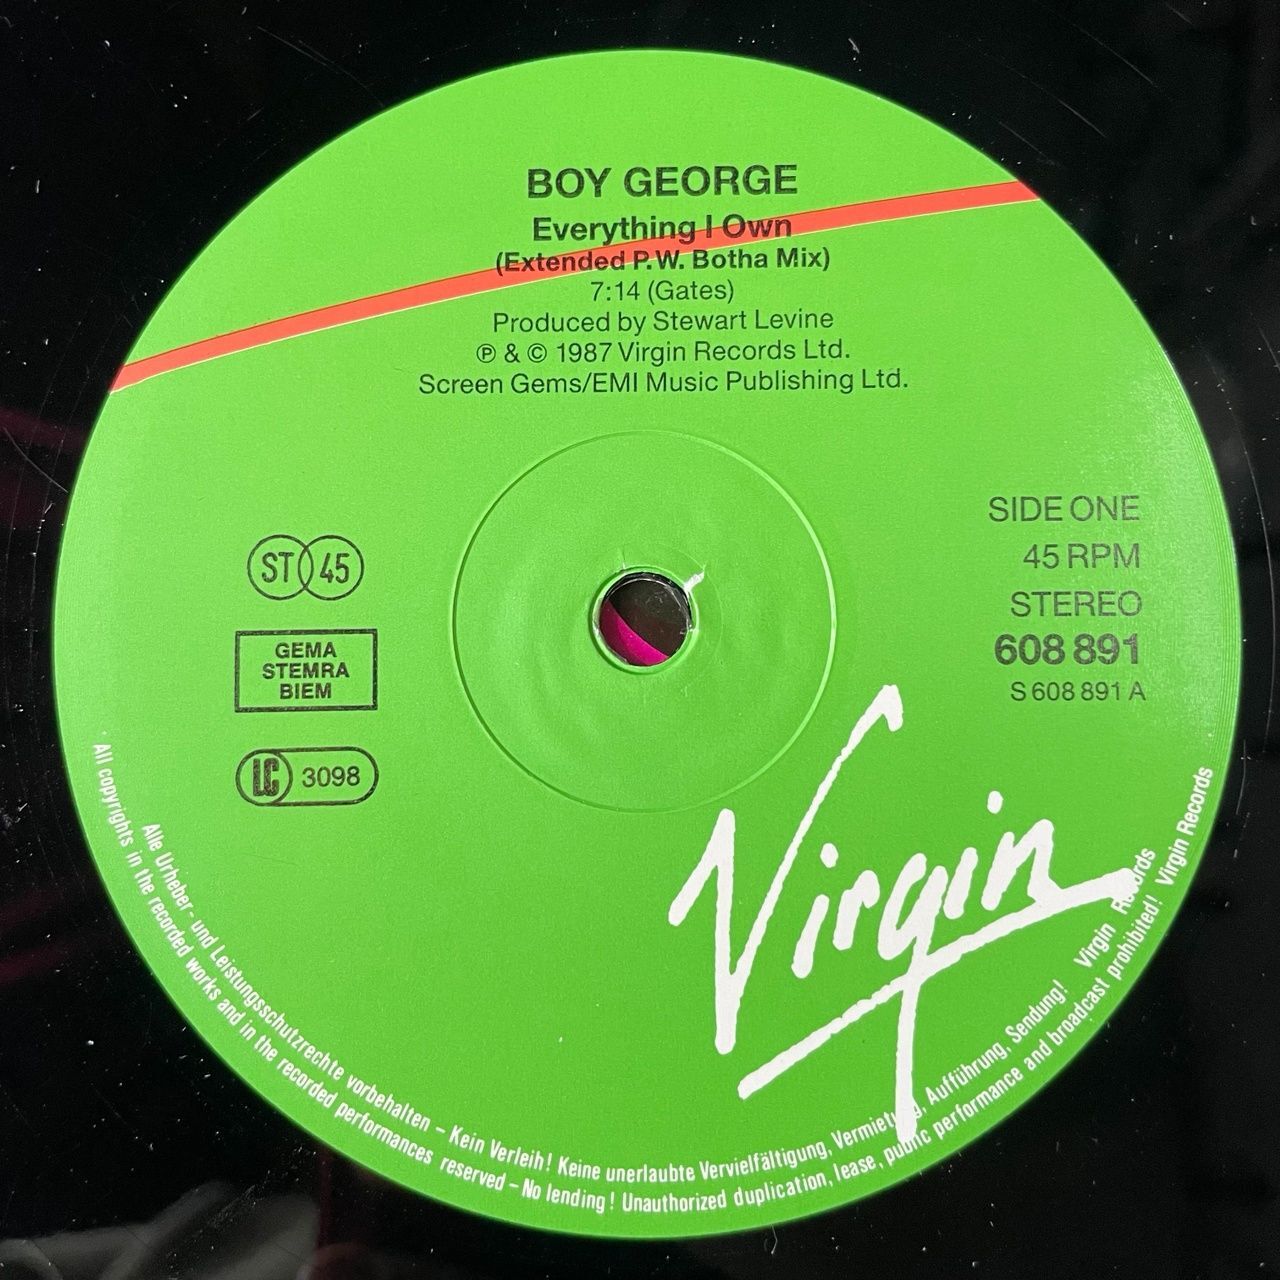 BOY GEORGE
Everything I Own
(Extended P.W. Botha Mix)
7:14 (Gates)
Produced by Stewart Levine
℗ & © 1987 Virgin Records Ltd.
Screen Gems/EMI Music Publishing Ltd.
ST 45
GEMA
STEMRA
BIEM
LC 3098
SIDE ONE
45 RPM
STEREO
608 891
S 608 891 A
Virgin
Alle Urheber- und Leistungsschutzrechte vorbehalten – Kein Verleih! Keine unerlaubte Vervielfältigung, Vermietung, Aufführung, Sendung! Virgin Records
· All copyrights in the recorded works and in the recorded performances reserved – No lending! Unauthorized duplication, lease, public performance and broadcast prohibited! Virgin Records